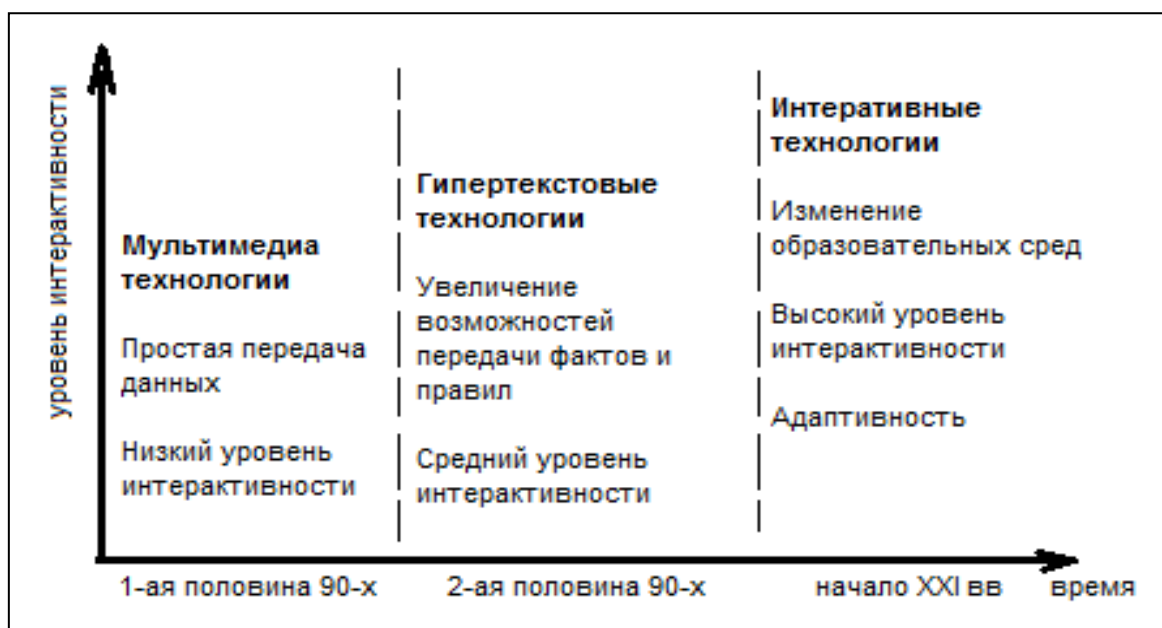 уровень интерактивности
Мультимедиа
технологии
Простая передача
данных
Низкий уровень
интерактивности
Гипертекстовые
технологии
Увеличение
возможностей
передачи фактов и
правил
Средний уровень
интерактивности
Интеративные
технологии
Изменение
образовательных сред
Высокий уровень
интерактивности
Адаптивность
1-ая половина 90-х
2-ая половина 90-х
начало XXI вв
время